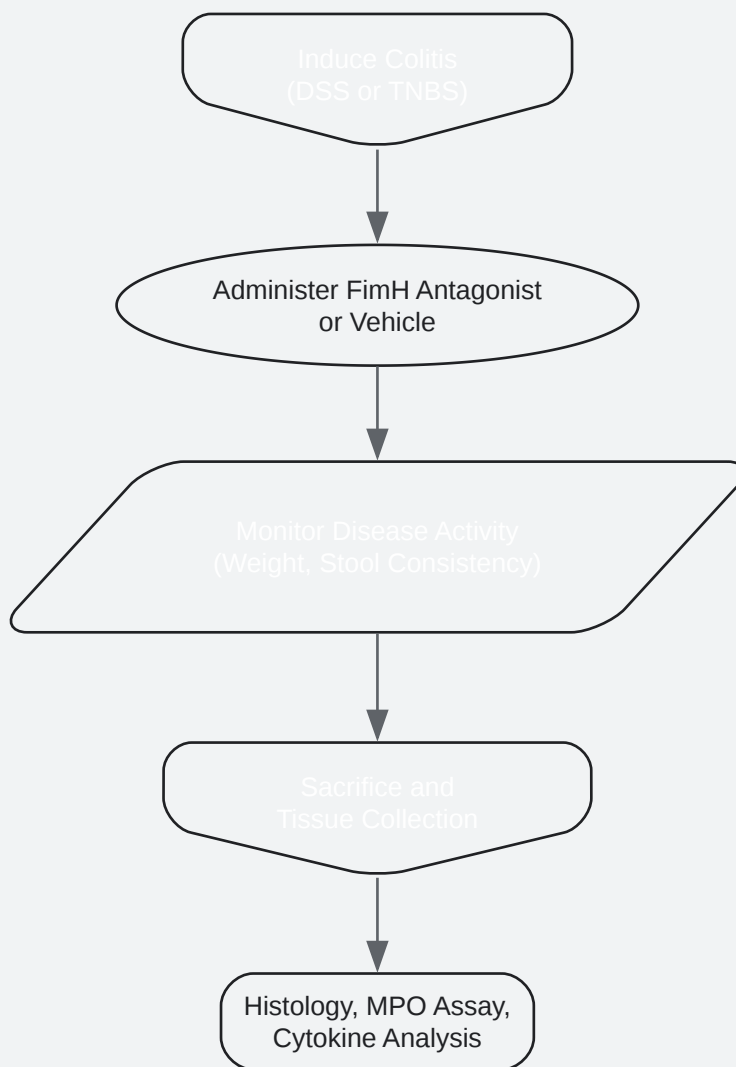 Induce Colitis
(DSS or TNBS)
Administer FimH Antagonist
or Vehicle
Monitor Disease Activity
(Weight, Stool Consistency)
Sacrifice and
Tissue Collection
Histology, MPO Assay,
Cytokine Analysis